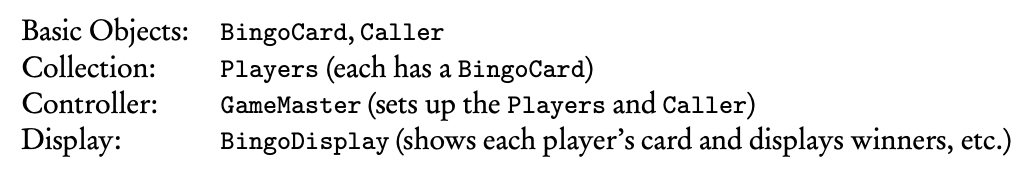 Basic Objects: BingoCard, Caller
Collection: Players (each has a BingoCard)
Controller: GameMaster (sets up the Players and Caller)
Display: BingoDisplay (shows each player’s card and displays winners, etc.)